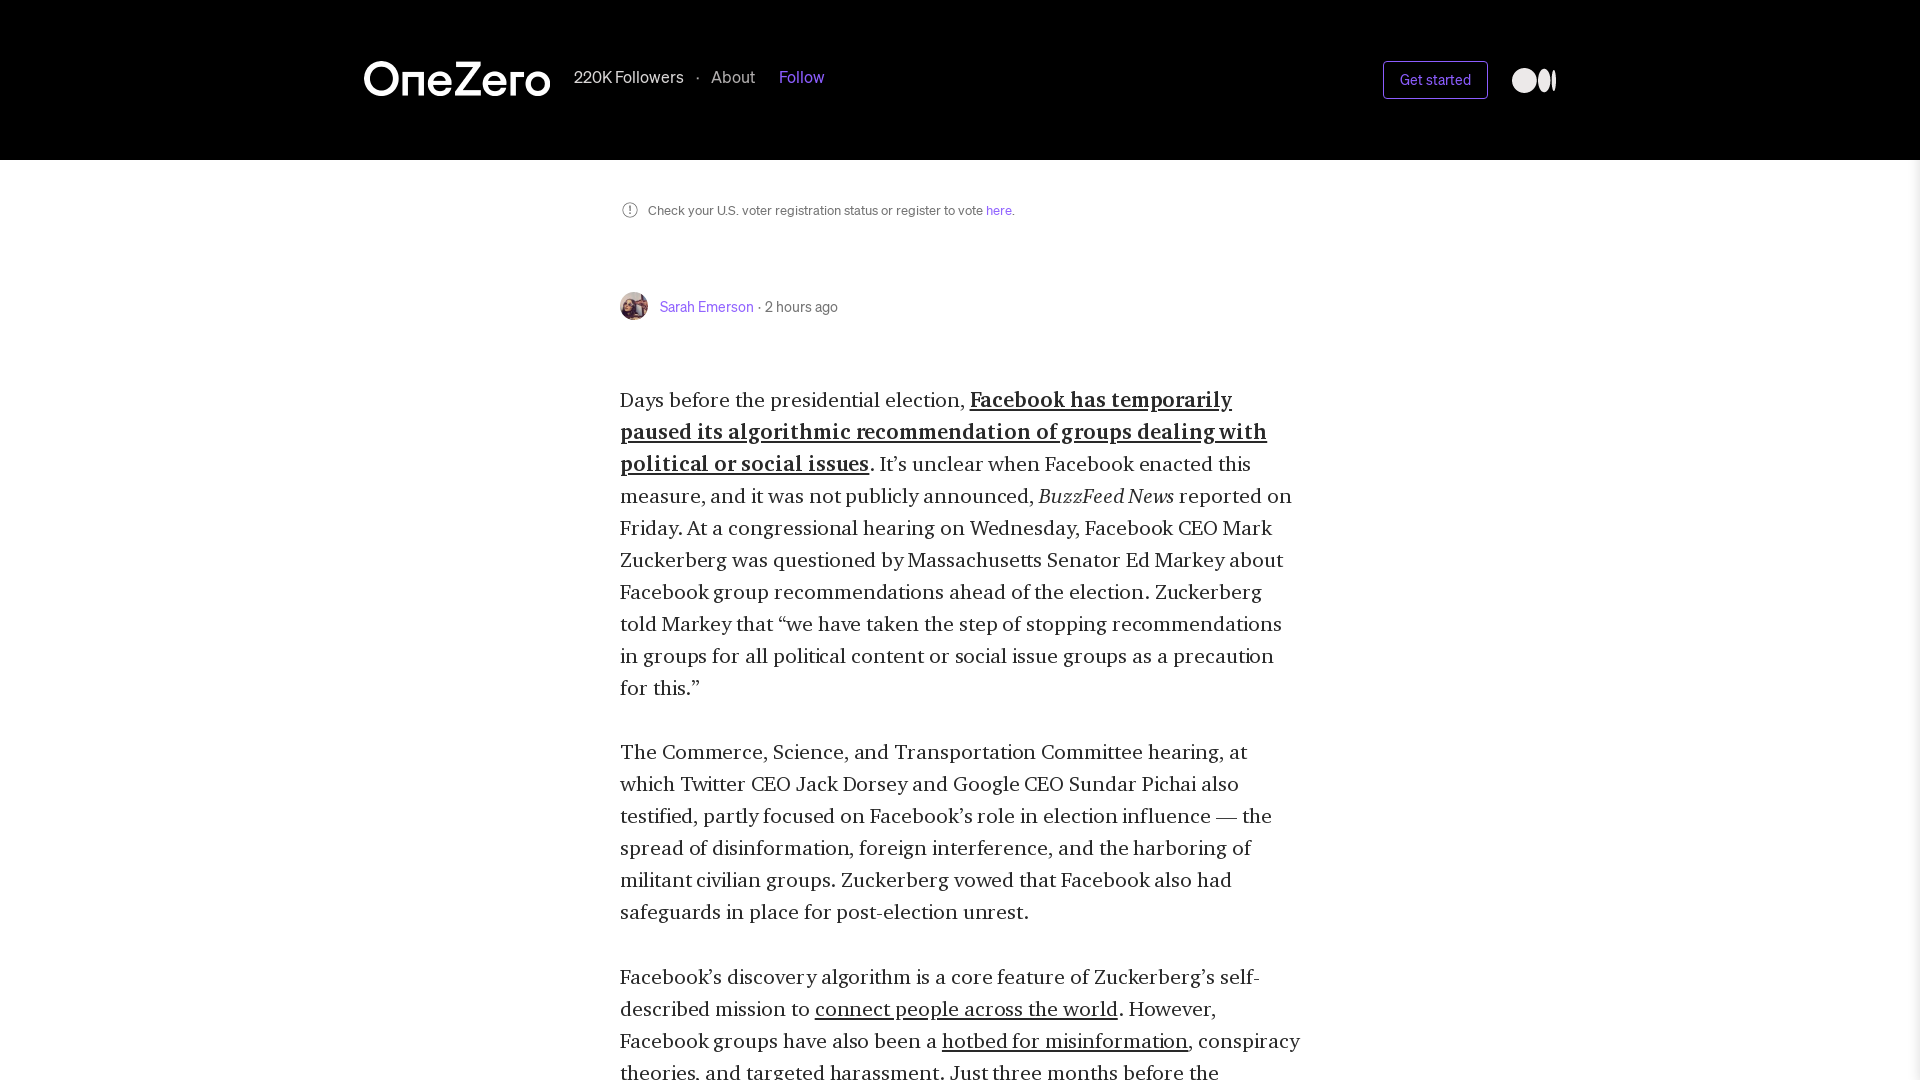 OneZero
220K Followers · About Follow
Get started
Check your U.S. voter registration status or register to vote here.
Sarah Emerson · 2 hours ago
Days before the presidential election, Facebook has temporarily
paused its algorithmic recommendation of groups dealing with
political or social issues. It’s unclear when Facebook enacted this
measure, and it was not publicly announced, BuzzFeed News reported on
Friday. At a congressional hearing on Wednesday, Facebook CEO Mark
Zuckerberg was questioned by Massachusetts Senator Ed Markey about
Facebook group recommendations ahead of the election. Zuckerberg
told Markey that “we have taken the step of stopping recommendations
in groups for all political content or social issue groups as a precaution
for this.”
The Commerce, Science, and Transportation Committee hearing, at
which Twitter CEO Jack Dorsey and Google CEO Sundar Pichai also
testified, partly focused on Facebook’s role in election influence — the
spread of disinformation, foreign interference, and the harboring of
militant civilian groups. Zuckerberg vowed that Facebook also had
safeguards in place for post-election unrest.
Facebook’s discovery algorithm is a core feature of Zuckerberg’s self-
described mission to connect people across the world. However,
Facebook groups have also been a hotbed for misinformation, conspiracy
theories, and targeted harassment. Just three months before the